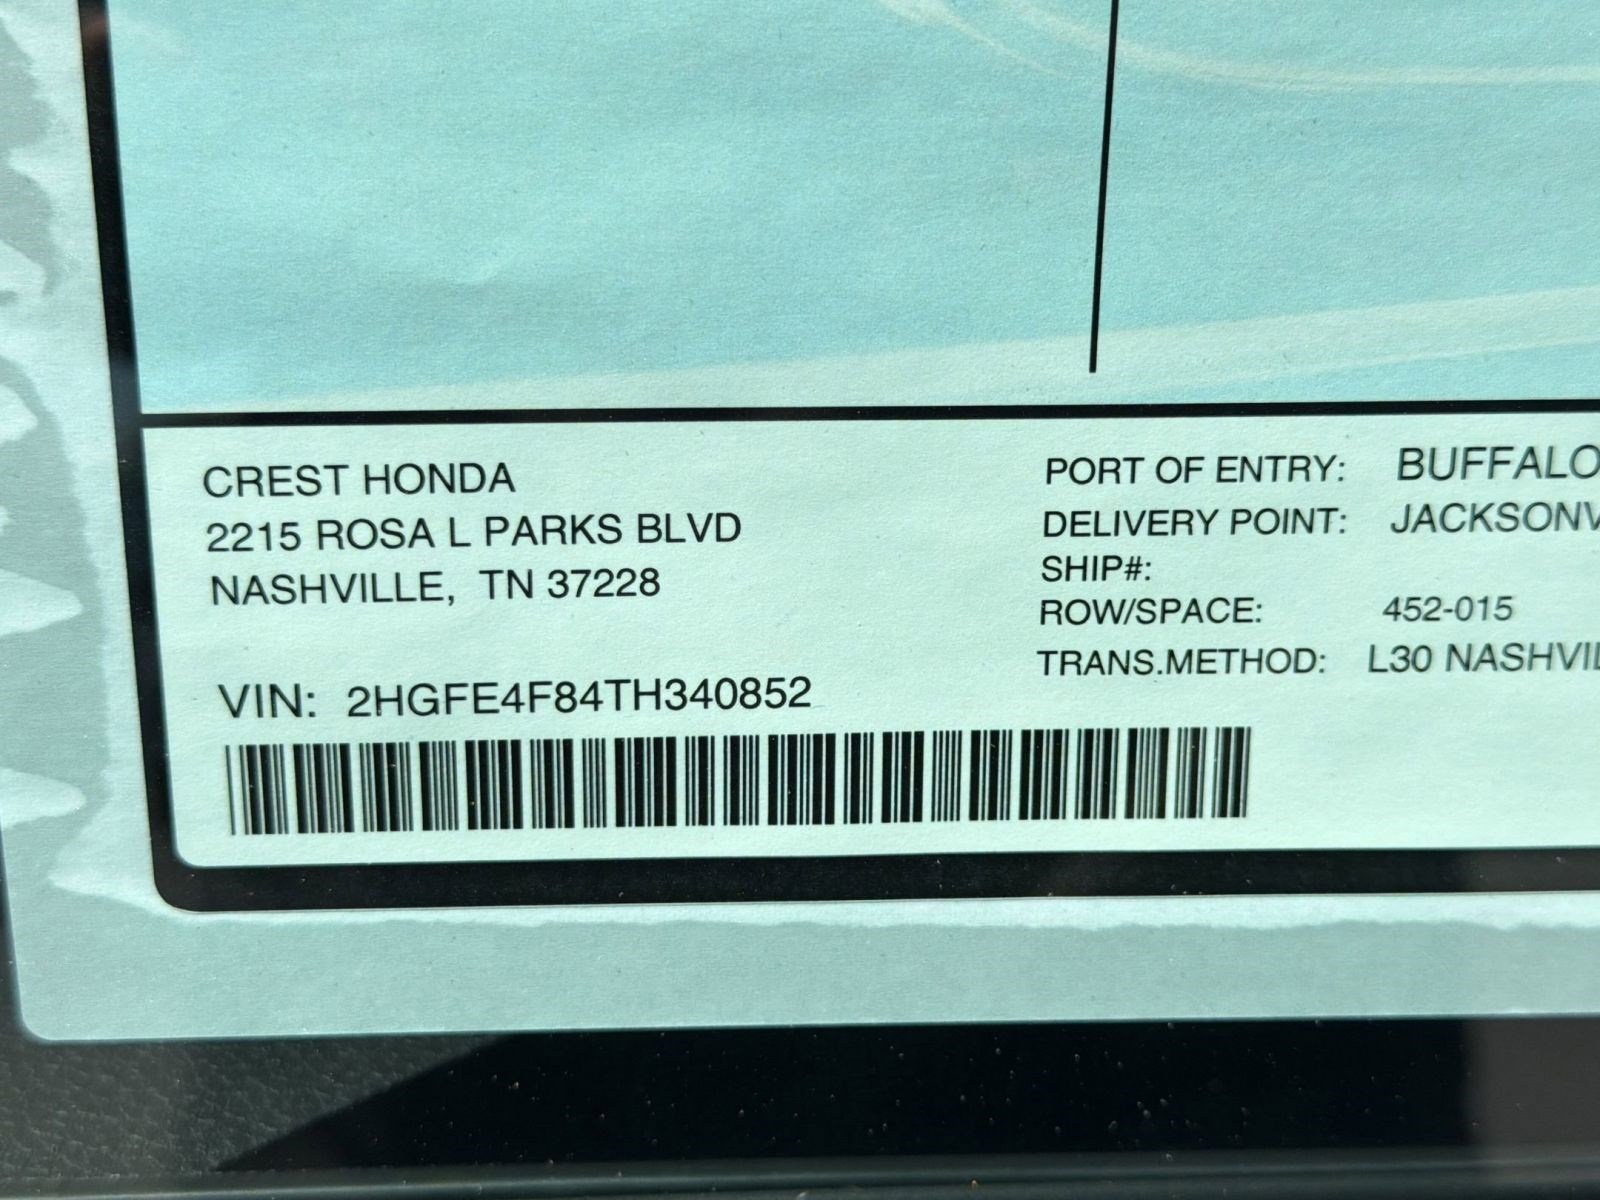 CREST HONDA
2215 ROSA L PARKS BLVD
NASHVILLE, TN 37228
VIN: 2HGFE4F84TH340852
PORT OF ENTRY: BUFFALO
DELIVERY POINT: JACKSONV
SHIP#:
ROW/SPACE: 452-015
TRANS.METHOD: L30 NASHVIL